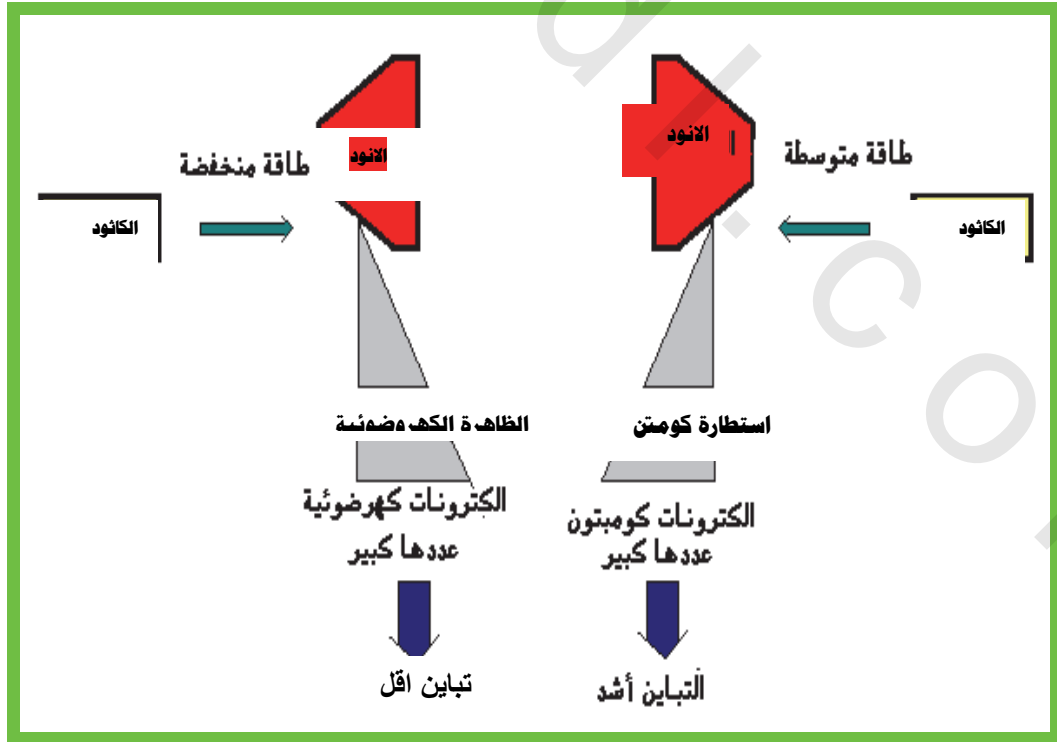 الانود
الانود
طاقة متوسطة
طاقة منخفضة
الكاثود
الكاثود
استطارة كومبتن
الظاهرة الكهروضوئية
الكترونات كومبتون
عددها كبير
الكترونات كهرضوئية
عددها كبير
التباين أشد
تباين اقل